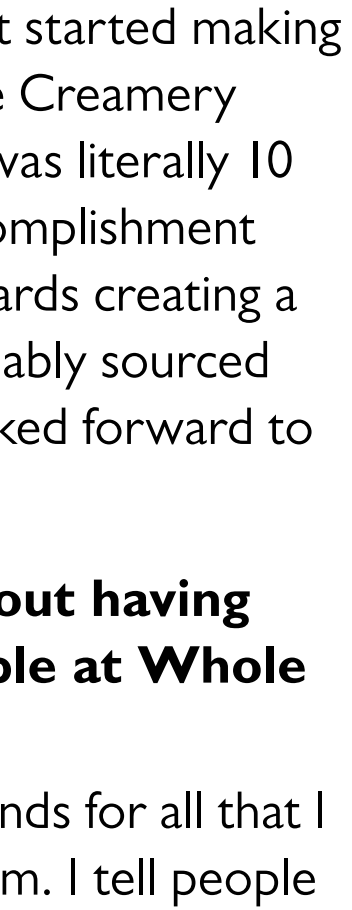 t started making
e Creamery
was literally 10
omplishment
ards creating a
ably sourced
ked forward to
out having
ple at Whole
nds for all that I
m. I tell people